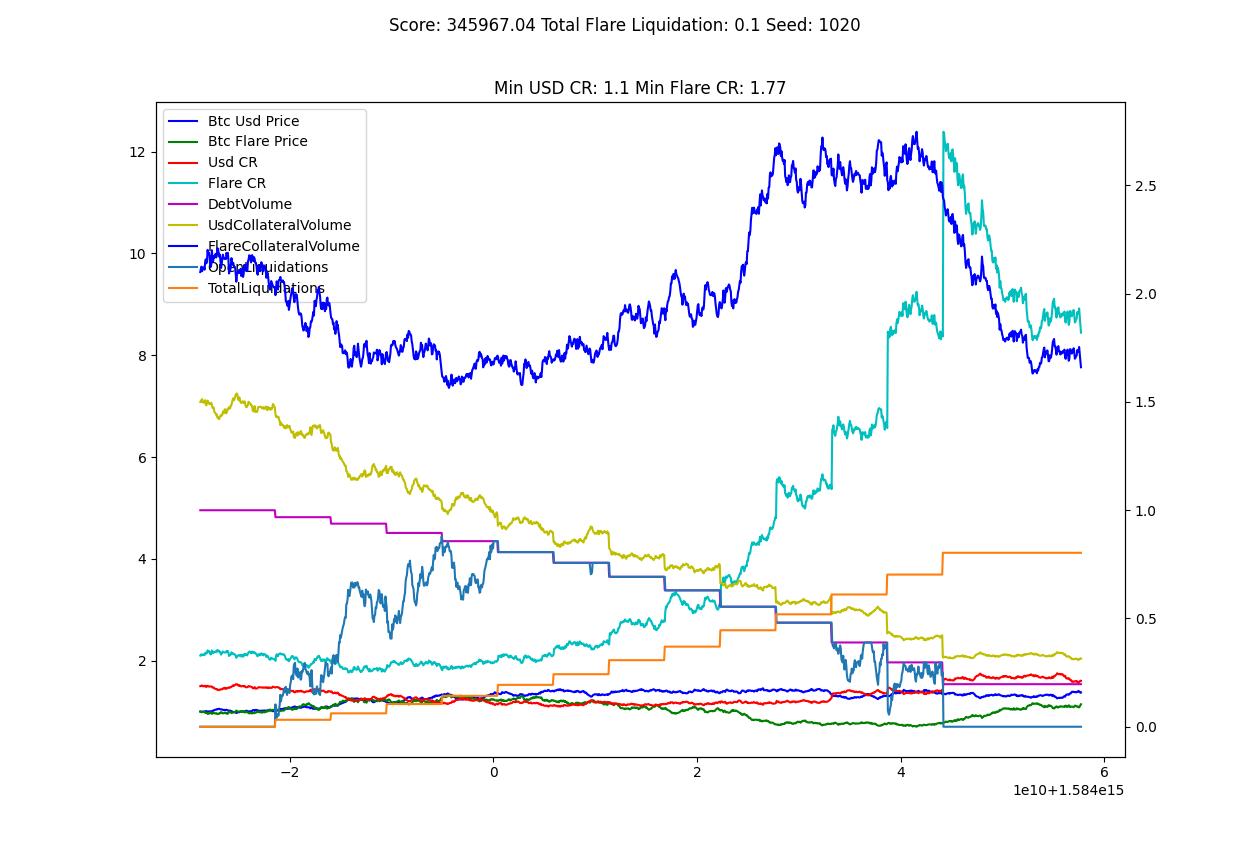 Score: 345967.04 Total Flare Liquidation: 0.1 Seed: 1020
Min USD CR: 1.1 Min Flare CR: 1.77
Btc Usd Price
Btc Flare Price
Usd CR
Flare CR
DebtVolume
UsdCollateralVolume
FlareCollateralVolume
OpenLiquidations
TotalLiquidations
12
10
8
6
4
2
2.5
2.0
1.5
1.0
0.5
0.0
−2
0
2
4
6
1e10+1.584e15